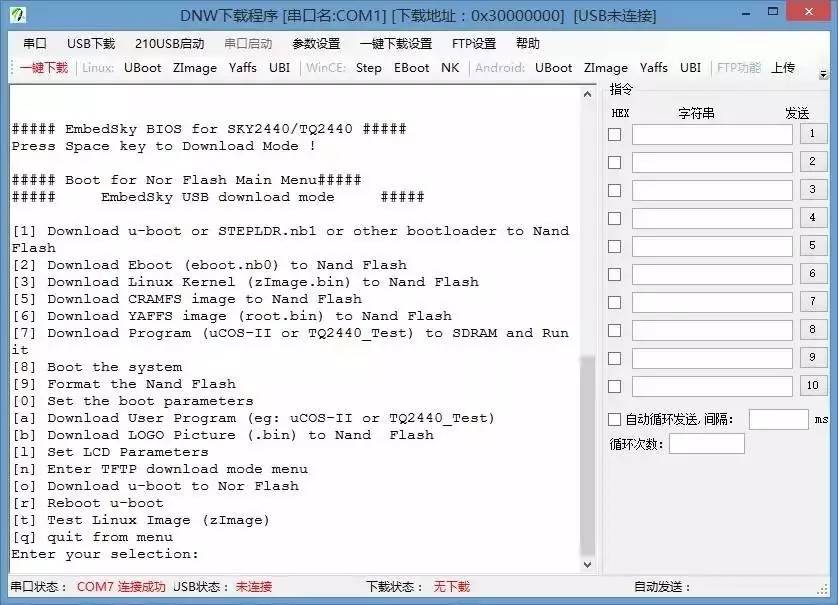 DNW下载程序 [串口名:COM1] [下载地址：0x30000000] [USB未连接]
串口 USB下载 210USB启动 串口启动 参数设置 一键下载设置 FTP设置 帮助
一键下载 Linux: UBoot ZImage Yaffs UBI WinCE: Step EBoot NK Android: UBoot ZImage Yaffs UBI FTP功能 上传
##### EmbedSky BIOS for SKY2440/TQ2440 #####
Press Space key to Download Mode !
##### Boot for Nor Flash Main Menu#####
##### EmbedSky USB download mode #####
[1] Download u-boot or STEPLDR.nb1 or other bootloader to Nand
Flash
[2] Download Eboot (eboot.nb0) to Nand Flash
[3] Download Linux Kernel (zImage.bin) to Nand Flash
[5] Download CRAMFS image to Nand Flash
[6] Download YAFFS image (root.bin) to Nand Flash
[7] Download Program (uCOS-II or TQ2440_Test) to SDRAM and Run
it
[8] Boot the system
[9] Format the Nand Flash
[0] Set the boot parameters
[a] Download User Program (eg: uCOS-II or TQ2440_Test)
[b] Download LOGO Picture (.bin) to Nand  Flash
[l] Set LCD Parameters
[n] Enter TFTP download mode menu
[o] Download u-boot to Nor Flash
[r] Reboot u-boot
[t] Test Linux Image (zImage)
[q] quit from menu
Enter your selection:
指令
HEX 字符串 发送
1
2
3
4
5
6
7
8
9
10
自动循环发送,间隔: ms
循环次数:
串口状态： COM7 连接成功 USB状态： 未连接 下载状态： 无下载 自动发送：